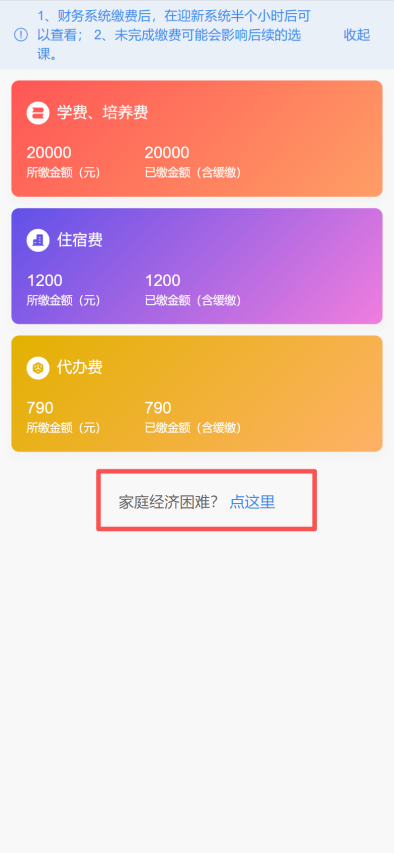 1、财务系统缴费后，在迎新系统半个小时后可
以查看； 2、未完成缴费可能会影响后续的选
课。
收起
学费、培养费
20000 20000
所缴金额（元） 已缴金额（含缓缴）
住宿费
1200 1200
所缴金额（元） 已缴金额（含缓缴）
代办费
790 790
所缴金额（元） 已缴金额（含缓缴）
家庭经济困难？ 点这里